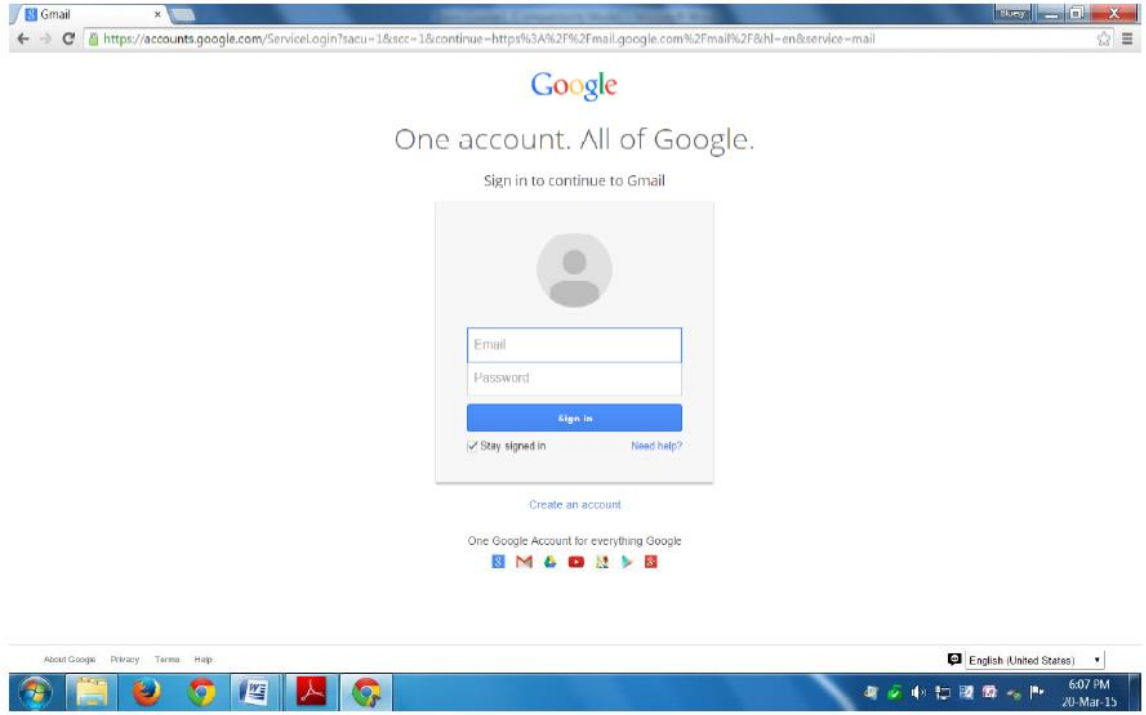 Gmail
Bluesy
https://accounts.google.com/ServiceLogin?sacu=1&scc=1&continue=https%3A%2F%2Fmail.google.com%2Fmail%2F&hl=en&service=mail
Google
One account. All of Google.
Sign in to continue to Gmail
Email
Password
Sign in
Stay signed in Need help?
Create an account
One Google Account for everything Google
About Google Privacy Terms Help
English (United States)
6:07 PM
20-Mar-15